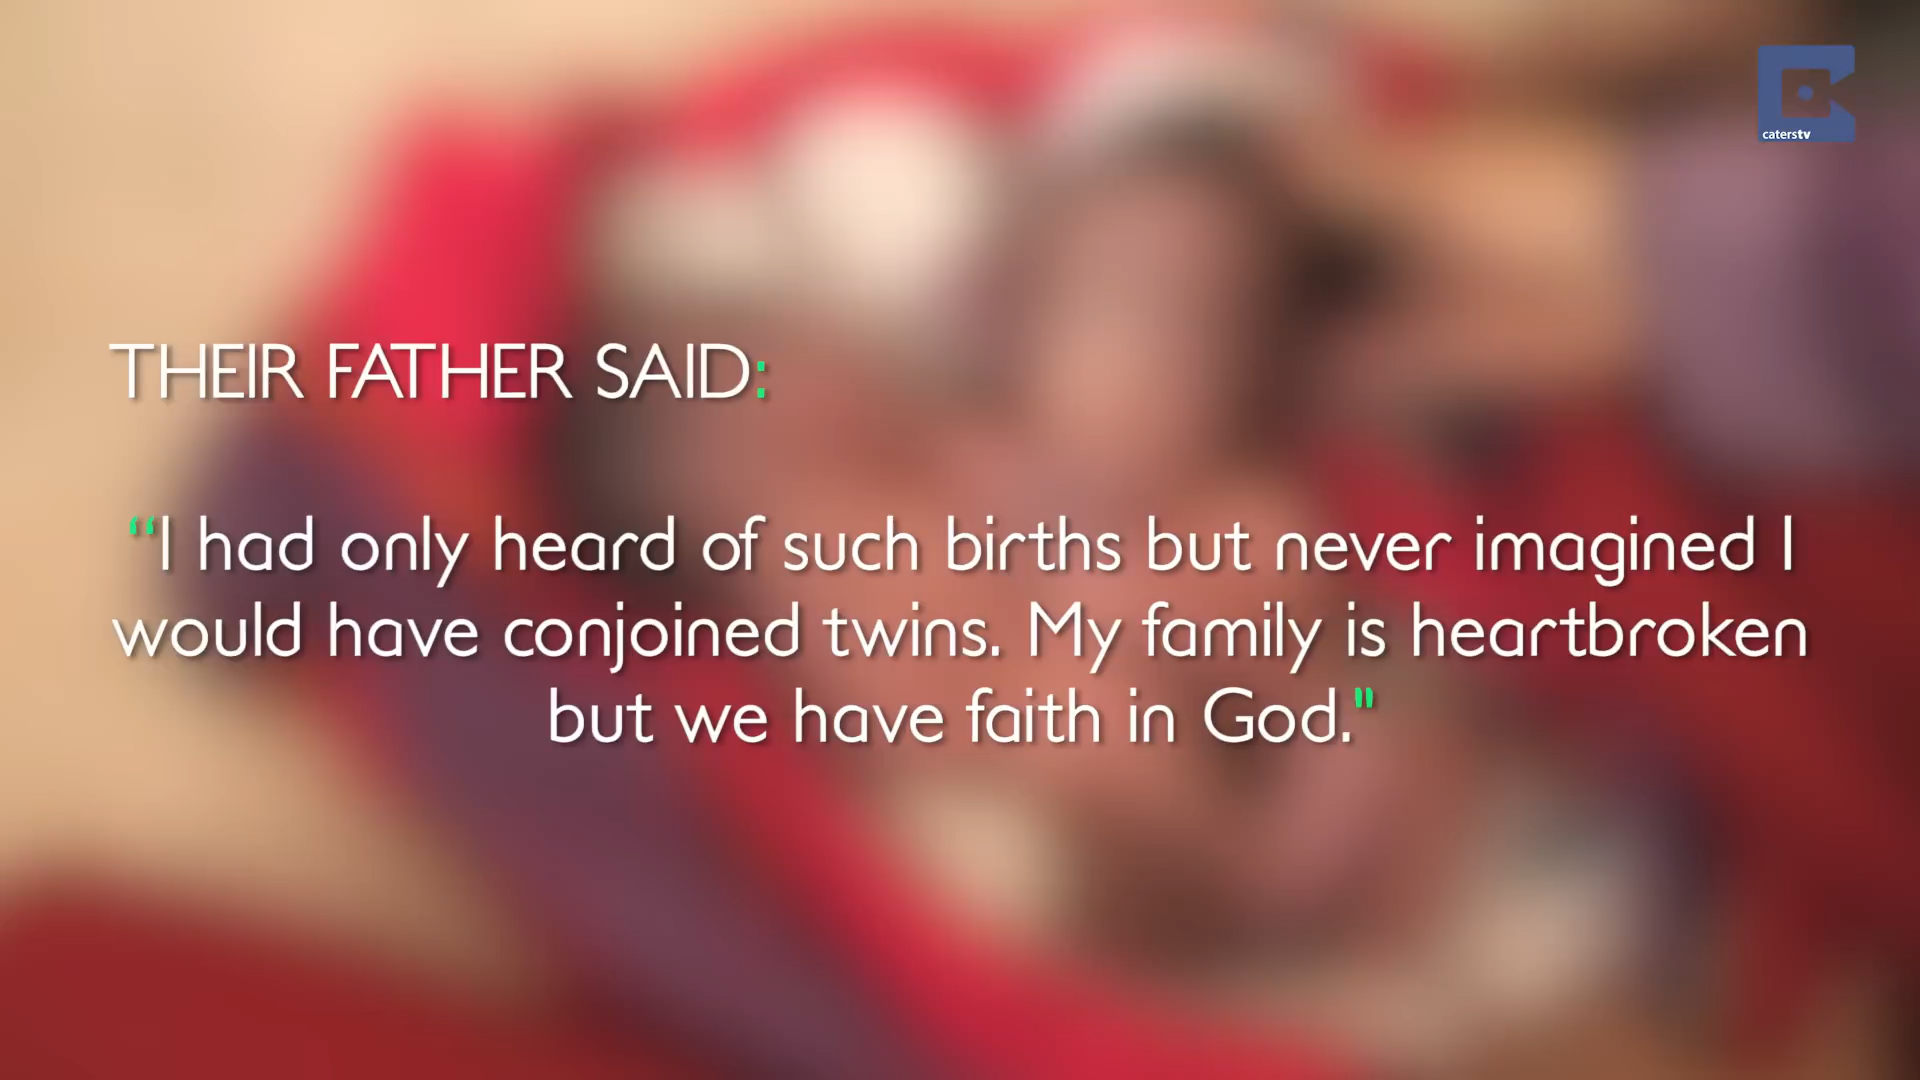 caterstv
THEIR FATHER SAID:
“I had only heard of such births but never imagined I
would have conjoined twins. My family is heartbroken
but we have faith in God."